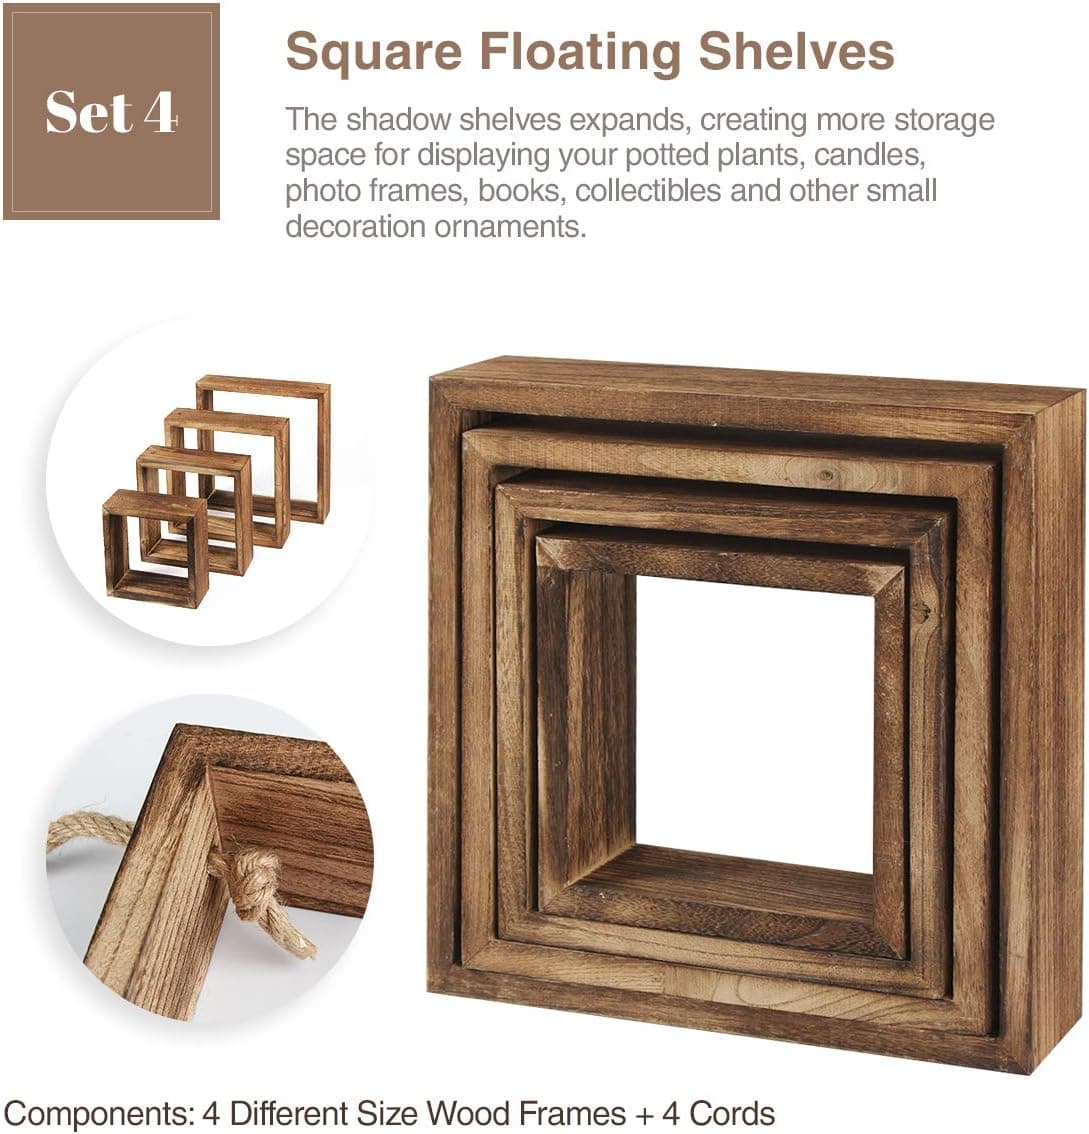 Set 4
Square Floating Shelves
The shadow shelves expands, creating more storage
space for displaying your potted plants, candles,
photo frames, books, collectibles and other small
decoration ornaments.
Components: 4 Different Size Wood Frames + 4 Cords